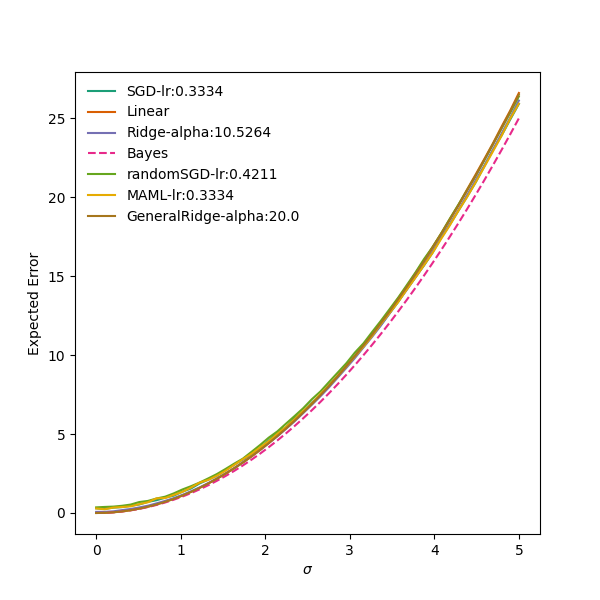 SGD-lr:0.3334
Linear
Ridge-alpha:10.5264
Bayes
randomSGD-lr:0.4211
MAML-lr:0.3334
GeneralRidge-alpha:20.0
Expected Error
25
20
15
10
5
0
0 1 2 3 4 5
σ